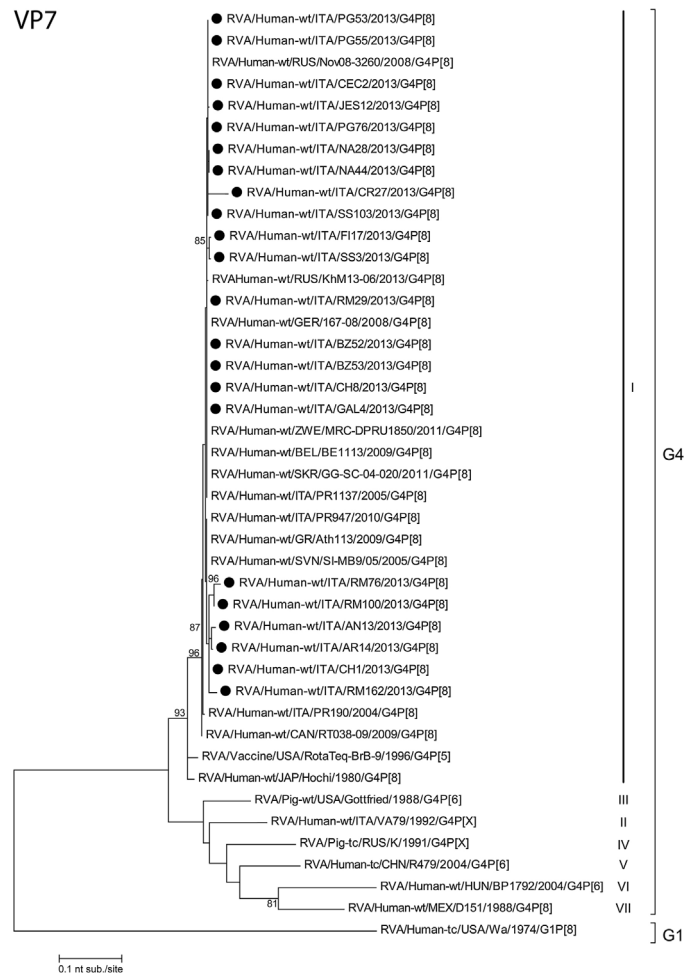 VP7
RVA/Human-wt/ITA/PG53/2013/G4P[8]
RVA/Human-wt/ITA/PG55/2013/G4P[8]
RVA/Human-wt/RUS/Nov08-3260/2008/G4P[8]
RVA/Human-wt/ITA/CEC2/2013/G4P[8]
RVA/Human-wt/ITA/JES12/2013/G4P[8]
RVA/Human-wt/ITA/PG76/2013/G4P[8]
RVA/Human-wt/ITA/NA28/2013/G4P[8]
RVA/Human-wt/ITA/NA44/2013/G4P[8]
RVA/Human-wt/ITA/CR27/2013/G4P[8]
RVA/Human-wt/ITA/SS103/2013/G4P[8]
85 RVA/Human-wt/ITA/FI17/2013/G4P[8]
RVA/Human-wt/ITA/SS3/2013/G4P[8]
RVAHuman-wt/RUS/KhM13-06/2013/G4P[8]
RVA/Human-wt/ITA/RM29/2013/G4P[8]
RVA/Human-wt/GER/167-08/2008/G4P[8]
RVA/Human-wt/ITA/BZ52/2013/G4P[8]
RVA/Human-wt/ITA/BZ53/2013/G4P[8]
RVA/Human-wt/ITA/CH8/2013/G4P[8] I
RVA/Human-wt/ITA/GAL4/2013/G4P[8]
RVA/Human-wt/ZWE/MRC-DPRU1850/2011/G4P[8]
RVA/Human-wt/BEL/BE1113/2009/G4P[8] G4
RVA/Human-wt/SKR/GG-SC-04-020/2011/G4P[8]
RVA/Human-wt/ITA/PR1137/2005/G4P[8]
RVA/Human-wt/ITA/PR947/2010/G4P[8]
RVA/Human-wt/GR/Ath113/2009/G4P[8]
RVA/Human-wt/SVN/SI-MB9/05/2005/G4P[8]
96 RVA/Human-wt/ITA/RM76/2013/G4P[8]
RVA/Human-wt/ITA/RM100/2013/G4P[8]
87 RVA/Human-wt/ITA/AN13/2013/G4P[8]
96 RVA/Human-wt/ITA/AR14/2013/G4P[8]
RVA/Human-wt/ITA/CH1/2013/G4P[8]
RVA/Human-wt/ITA/RM162/2013/G4P[8]
93 RVA/Human-wt/ITA/PR190/2004/G4P[8]
RVA/Human-wt/CAN/RT038-09/2009/G4P[8]
RVA/Vaccine/USA/RotaTeq-BrB-9/1996/G4P[5]
RVA/Human-wt/JAP/Hochi/1980/G4P[8]
RVA/Pig-wt/USA/Gottfried/1988/G4P[6] III
RVA/Human-wt/ITA/VA79/1992/G4P[X] II
RVA/Pig-tc/RUS/K/1991/G4P[X] IV
RVA/Human-tc/CHN/R479/2004/G4P[6] V
RVA/Human-wt/HUN/BP1792/2004/G4P[6] VI
81 RVA/Human-wt/MEX/D151/1988/G4P[8] VII
RVA/Human-tc/USA/Wa/1974/G1P[8] G1
0.1 nt sub./site